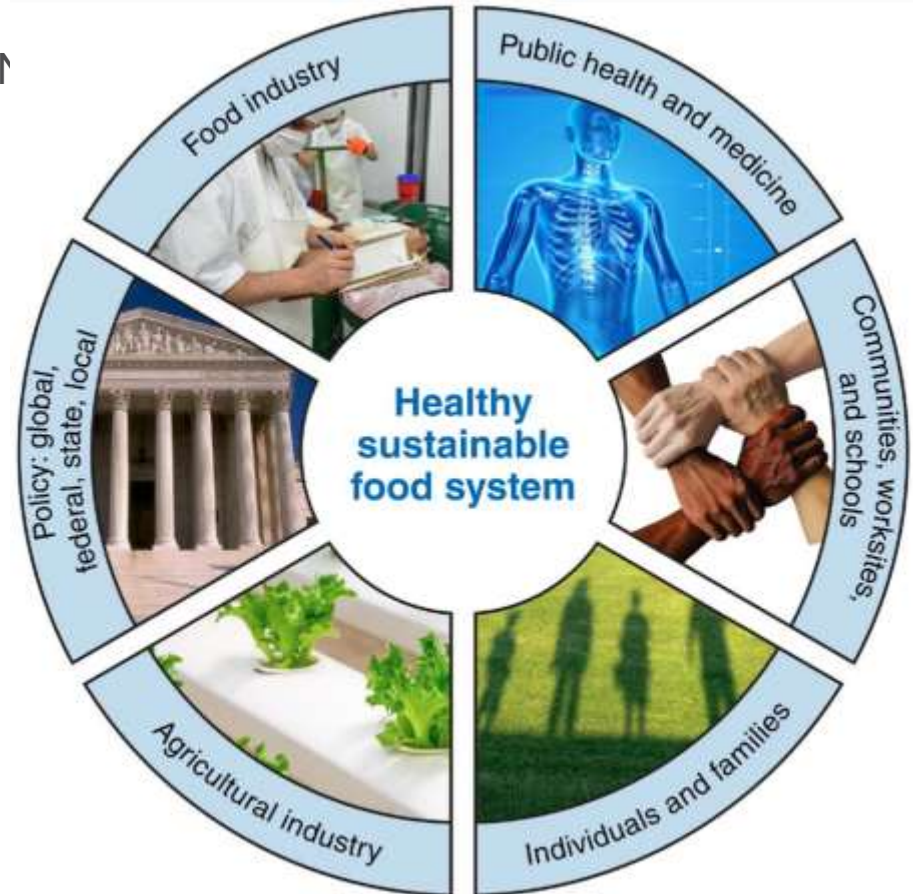 N
Food industry
Public health and medicine
Policy: global,
federal, state, local
Healthy
sustainable
food system
Communities, worksites,
and schools
Agricultural industry
Individuals and families